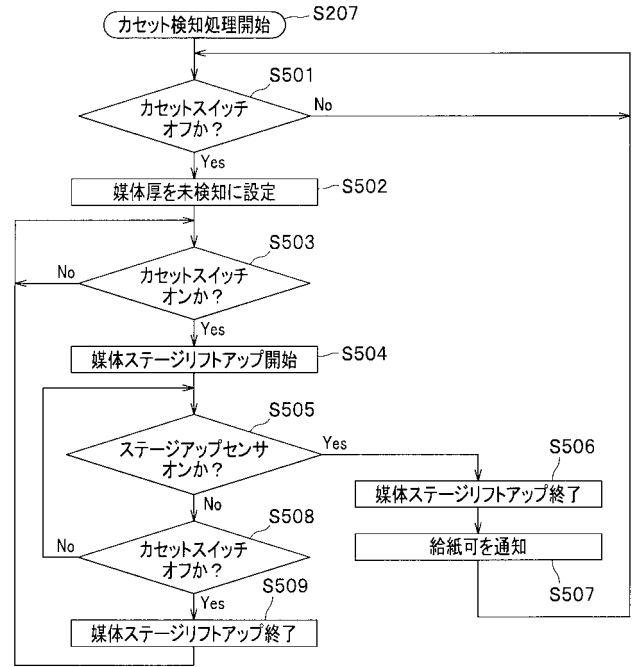 カセット検知処理開始
S207
S501
カセットスイッチ
オフか？
No
Yes
媒体厚を未検知に設定
S502
S503
カセットスイッチ
オンか？
No
Yes
媒体ステージリフトアップ開始
S504
S505
ステージアップセンサ
オンか？
Yes
No
S506
媒体ステージリフトアップ終了
給紙可を通知
S507
S508
カセットスイッチ
オフか？
No
Yes
S509
媒体ステージリフトアップ終了